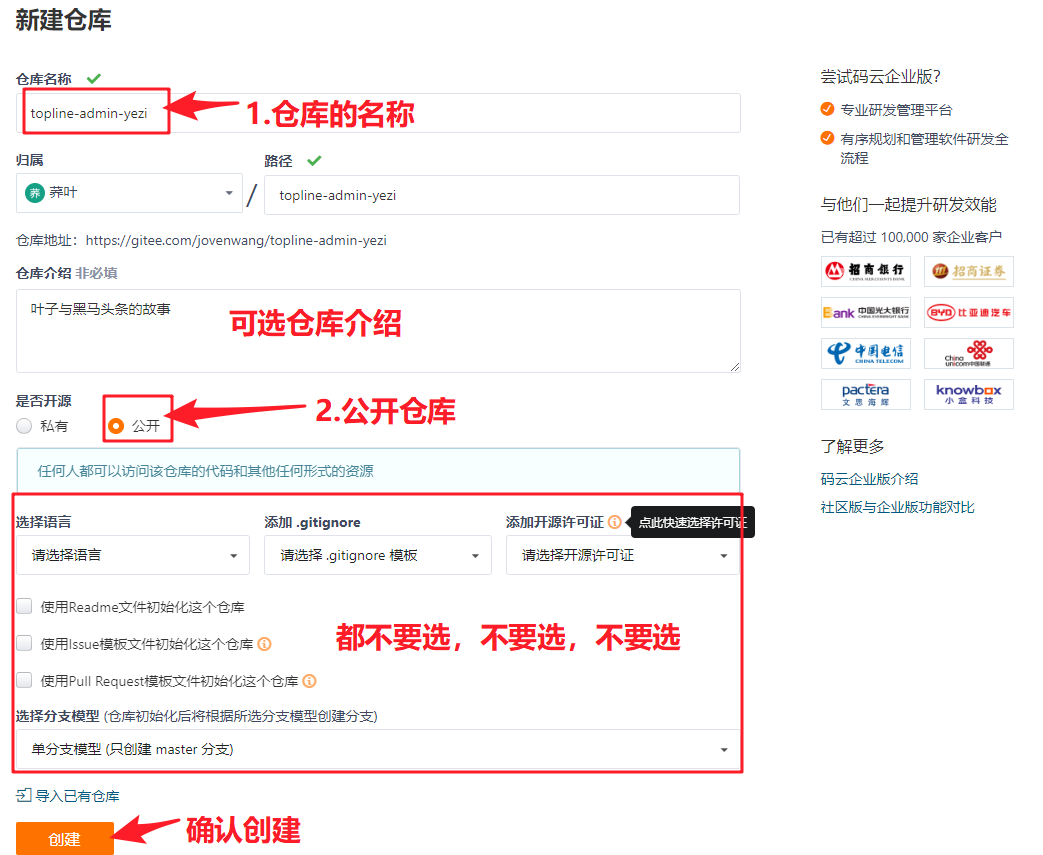 新建仓库
仓库名称
topline-admin-yezi
1.仓库的名称
归属
路径
荞 荞叶
/
topline-admin-yezi
仓库地址：https://gitee.com/jovenwang/topline-admin-yezi
仓库介绍 非必填
叶子与黑马头条的故事
可选仓库介绍
是否开源
私有
公开
2.公开仓库
任何人都可以访问该仓库的代码和其他任何形式的资源
选择语言
添加 .gitignore
添加开源许可证
点此快速选择许可证
请选择语言
请选择 .gitignore 模板
请选择开源许可证
使用Readme文件初始化这个仓库
使用Issue模板文件初始化这个仓库
使用Pull Request模板文件初始化这个仓库
都不要选，不要选，不要选
选择分支模型 (仓库初始化后将根据所选分支模型创建分支)
单分支模型 (只创建 master 分支)
导入已有仓库
创建
确认创建
尝试码云企业版？
专业研发管理平台
有序规划和管理软件研发全
流程
与他们一起提升研发效能
已有超过 100,000 家企业客户
招商银行
CHINA MERCHANTS BANK
招商证券
Bank 中国光大银行
CHINA EVERBRIGHT BANK
BYD 比亚迪汽车
中国电信
CHINA TELECOM
China
unicom中国联通
pactera
文思海辉
knowbox
小盒科技
了解更多
码云企业版介绍
社区版与企业版功能对比